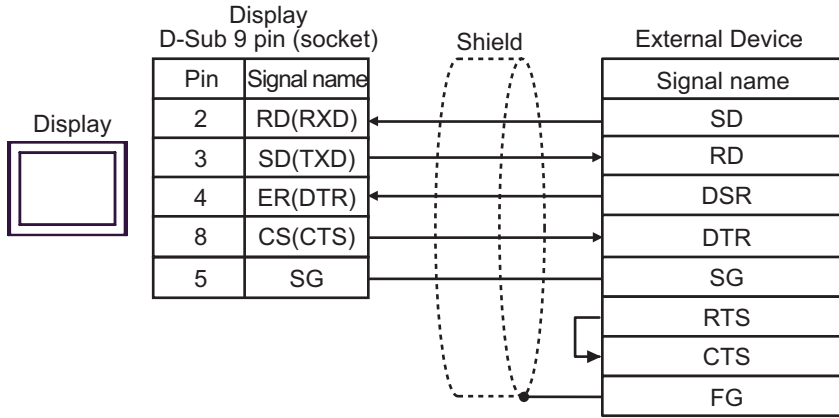 Display
D-Sub 9 pin (socket)
Shield
External Device
Pin
Signal name
Signal name
Display
2
RD(RXD)
SD
3
SD(TXD)
RD
4
ER(DTR)
DSR
8
CS(CTS)
DTR
5
SG
SG
RTS
CTS
FG